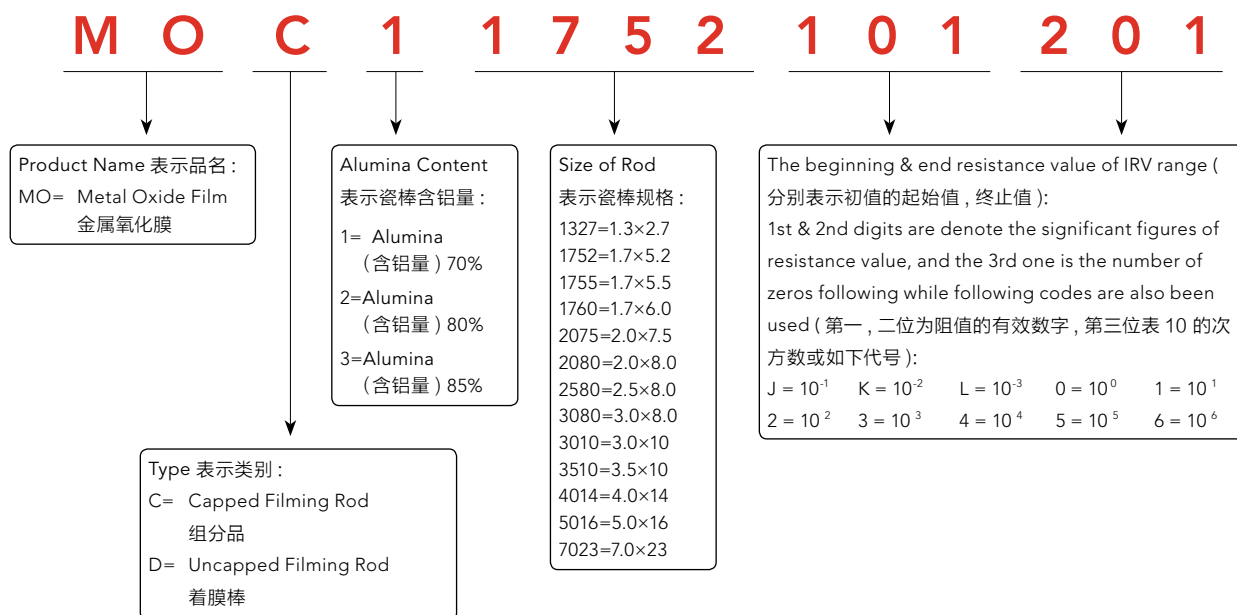 M O C 1 1 7 5 2 1 0 1 2 0 1
Product Name 表示品名 :
MO= Metal Oxide Film
金属氧化膜
Type 表示类别 :
C= Capped Filming Rod
组分品
D= Uncapped Filming Rod
着膜棒
Alumina Content
表示瓷棒含铝量 :
1= Alumina
(含铝量 ) 70%
2=Alumina
(含铝量 ) 80%
3=Alumina
(含铝量 ) 85%
Size of Rod
表示瓷棒规格 :
1327=1.3×2.7
1752=1.7×5.2
1755=1.7×5.5
1760=1.7×6.0
2075=2.0×7.5
2080=2.0×8.0
2580=2.5×8.0
3080=3.0×8.0
3010=3.0×10
3510=3.5×10
4014=4.0×14
5016=5.0×16
7023=7.0×23
The beginning & end resistance value of IRV range (
分别表示初值的起始值 , 终止值 ):
1st & 2nd digits are denote the significant figures of
resistance value, and the 3rd one is the number of
zeros following while following codes are also been
used ( 第一 , 二位为阻值的有效数字 , 第三位表 10 的次
方数或如下代号 ):
J = 10⁻¹ K = 10⁻² L = 10⁻³ 0 = 10⁰ 1 = 10¹
2 = 10² 3 = 10³ 4 = 10⁴ 5 = 10⁵ 6 = 10⁶